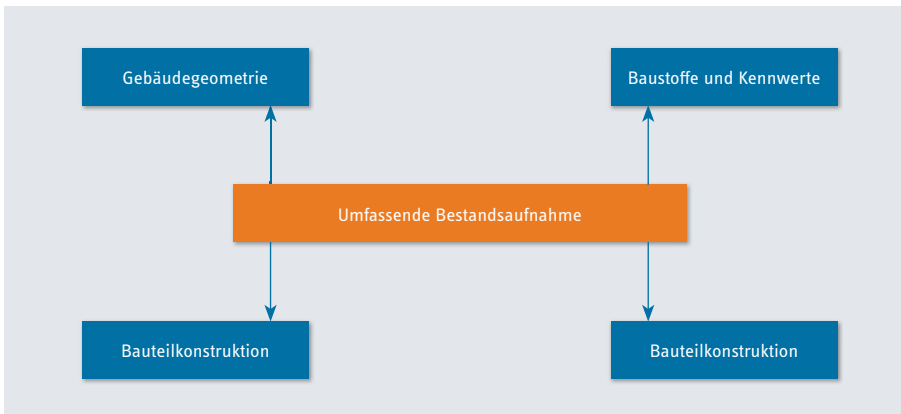 Gebäudegeometrie
Baustoffe und Kennwerte
Umfassende Bestandsaufnahme
Bauteilkonstruktion
Bauteilkonstruktion